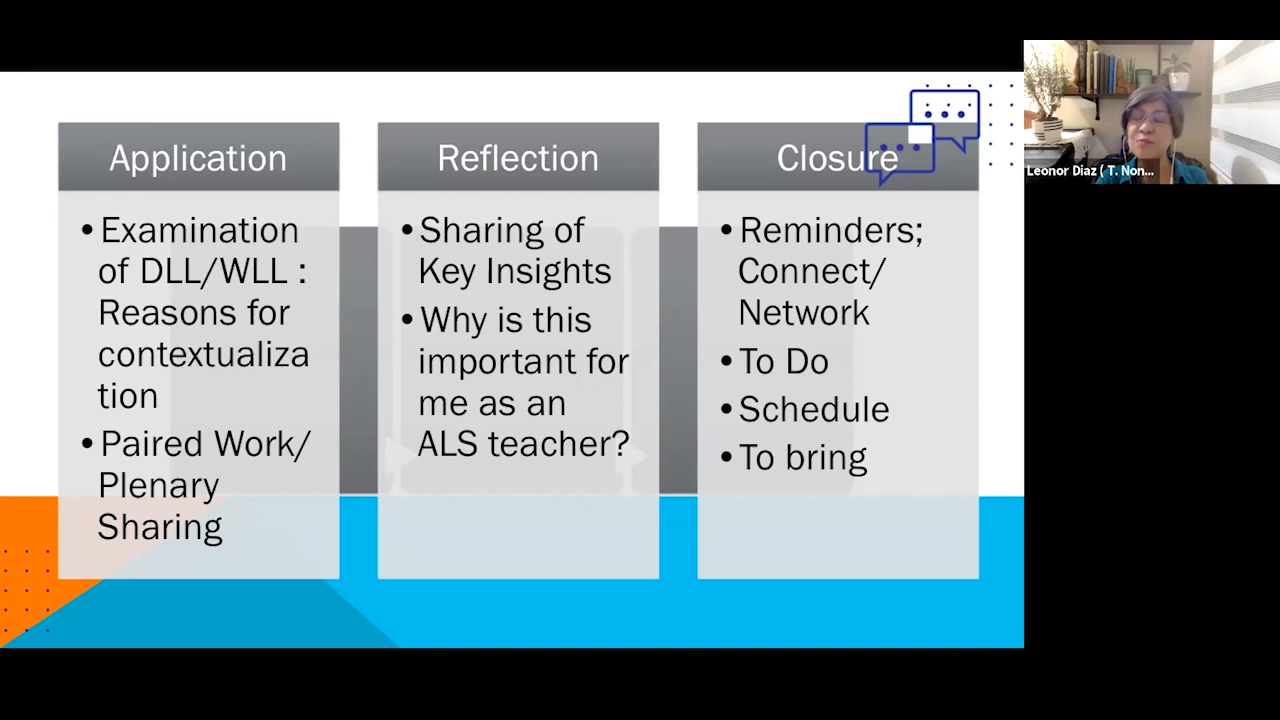 Application
•Examination
of DLL/WLL :
Reasons for
contextualiza
tion
•Paired Work/
Plenary
Sharing
Reflection
•Sharing of
Key Insights
•Why is this
important for
me as an
ALS teacher?
Closure
•Reminders;
Connect/
Network
•To Do
•Schedule
•To bring
Leonor Diaz ( T. Non...